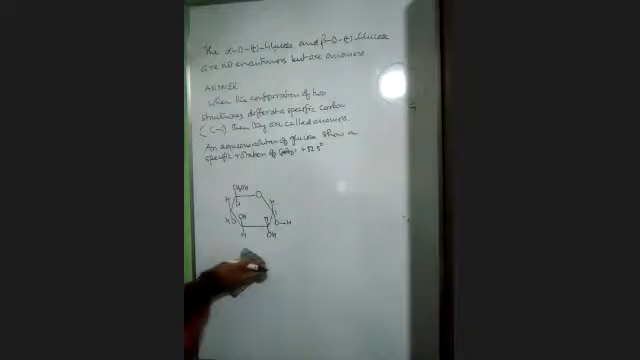 The α-D-(+)-Glucose and β-D-(+)-Glucose
are not enantiomers but are anomers
ANSWER
When the configuration of two
structures differ at a specific carbon
(C-1) then they are called anomers.
An aqueous solution of glucose show a
specific rotation of + 52.5°
CH₂OH
O
H
H
OH
H
O-H
H
OH